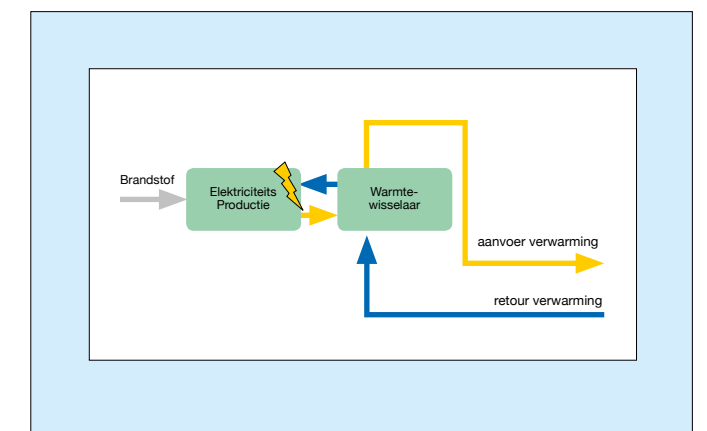 Brandstof
Elektriciteits
Productie
Warmte-
wisselaar
aanvoer verwarming
retour verwarming